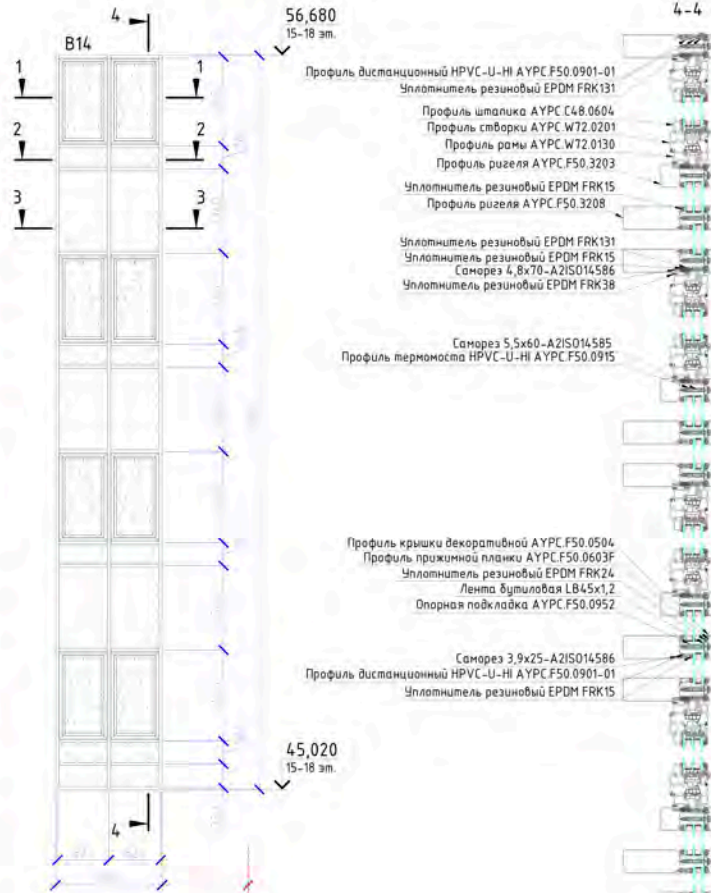 4
56,680
15-18 эт.
4-4
В14
1
1
2
2
3
3
Профиль дистанционный HPVC-U-HI AYPC.F50.0901-01
Уплотнитель резиновый EPDM FRK131
Профиль штапика AYPC.C48.0604
Профиль створки AYPC.W72.0201
Профиль рамы AYPC.W72.0130
Профиль ригеля AYPC.F50.3203
Уплотнитель резиновый EPDM FRK15
Профиль ригеля AYPC.F50.3208
Уплотнитель резиновый EPDM FRK131
Уплотнитель резиновый EPDM FRK15
Саморез 4,8х70-A2ISO14586
Уплотнитель резиновый EPDM FRK38
Саморез 5,5х60-A2ISO14585
Профиль термомоста HPVC-U-HI AYPC.F50.0915
Профиль крышки декоративной AYPC.F50.0504
Профиль прижимной планки AYPC.F50.0603F
Уплотнитель резиновый EPDM FRK24
Лента бутиловая LB45x1,2
Опорная подкладка AYPC.F50.0952
Саморез 3,9х25-A2ISO14586
Профиль дистанционный HPVC-U-HI AYPC.F50.0901-01
Уплотнитель резиновый EPDM FRK15
45,020
15-18 эт.
4